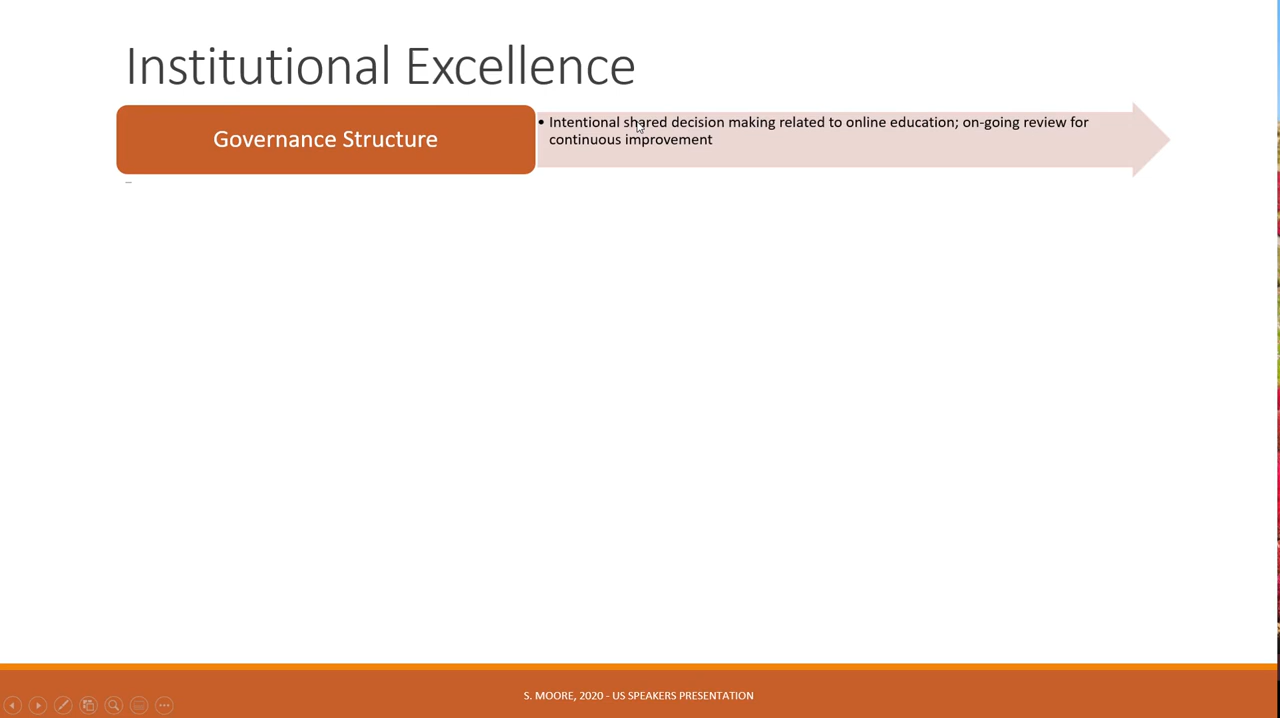 Institutional Excellence
Governance Structure
• Intentional shared decision making related to online education; on-going review for
continuous improvement
S. MOORE, 2020 - US SPEAKERS PRESENTATION